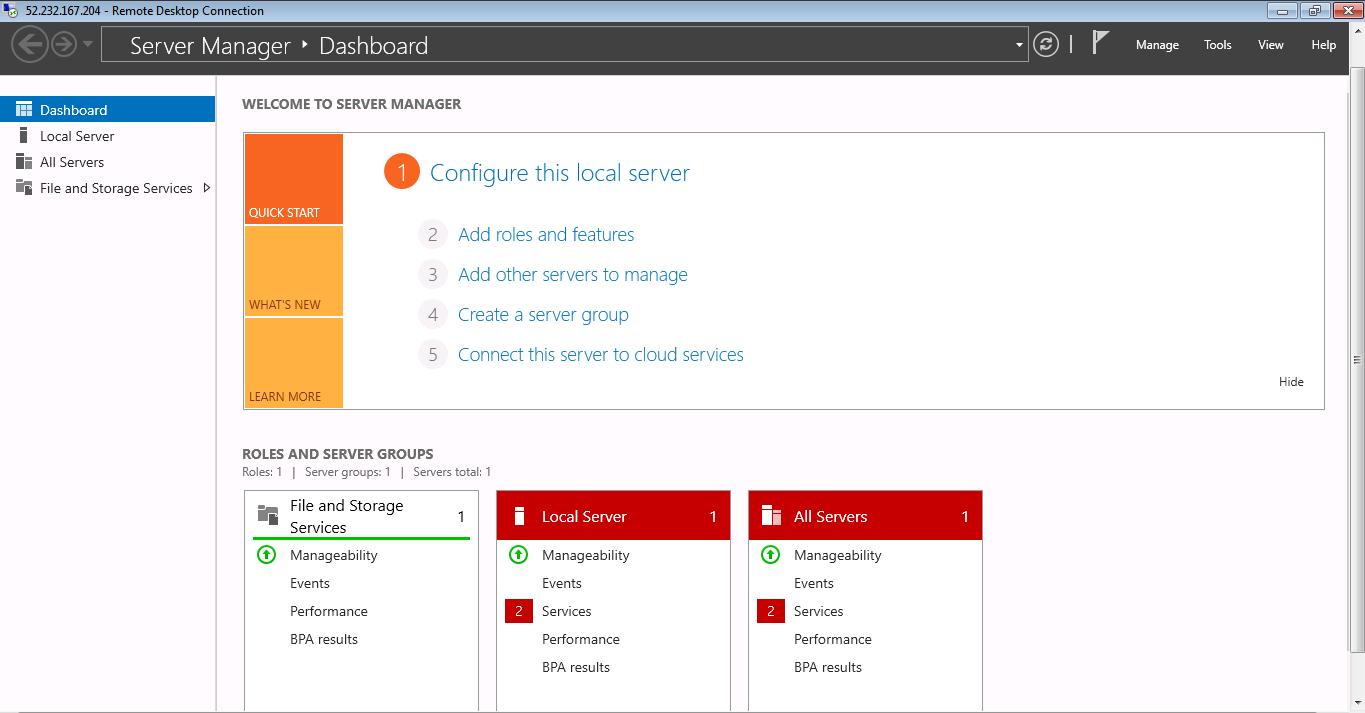 52.232.167.204 - Remote Desktop Connection
Server Manager Dashboard
Manage Tools View Help
Dashboard
Local Server
All Servers
File and Storage Services
WELCOME TO SERVER MANAGER
QUICK START
WHAT'S NEW
LEARN MORE
1 Configure this local server
2 Add roles and features
3 Add other servers to manage
4 Create a server group
5 Connect this server to cloud services
Hide
ROLES AND SERVER GROUPS
Roles: 1 | Server groups: 1 | Servers total: 1
File and Storage
Services 1
Manageability
Events
Performance
BPA results
Local Server 1
Manageability
Events
2 Services
Performance
BPA results
All Servers 1
Manageability
Events
2 Services
Performance
BPA results